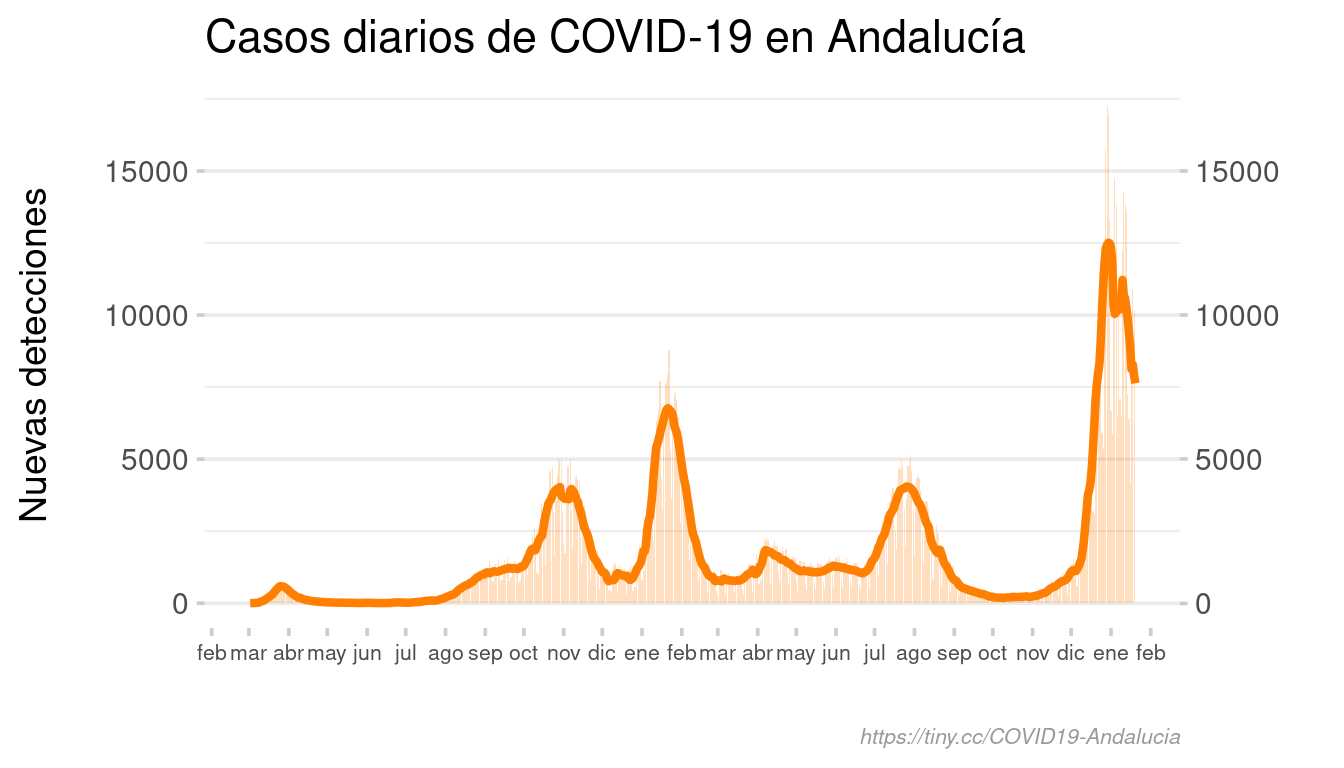 Casos diarios de COVID-19 en Andalucía
Nuevas detecciones
15000 15000
10000 10000
5000 5000
0 0
feb mar abr may jun jul ago sep oct nov dic ene feb mar abr may jun jul ago sep oct nov dic ene feb
https://tiny.cc/COVID19-Andalucia